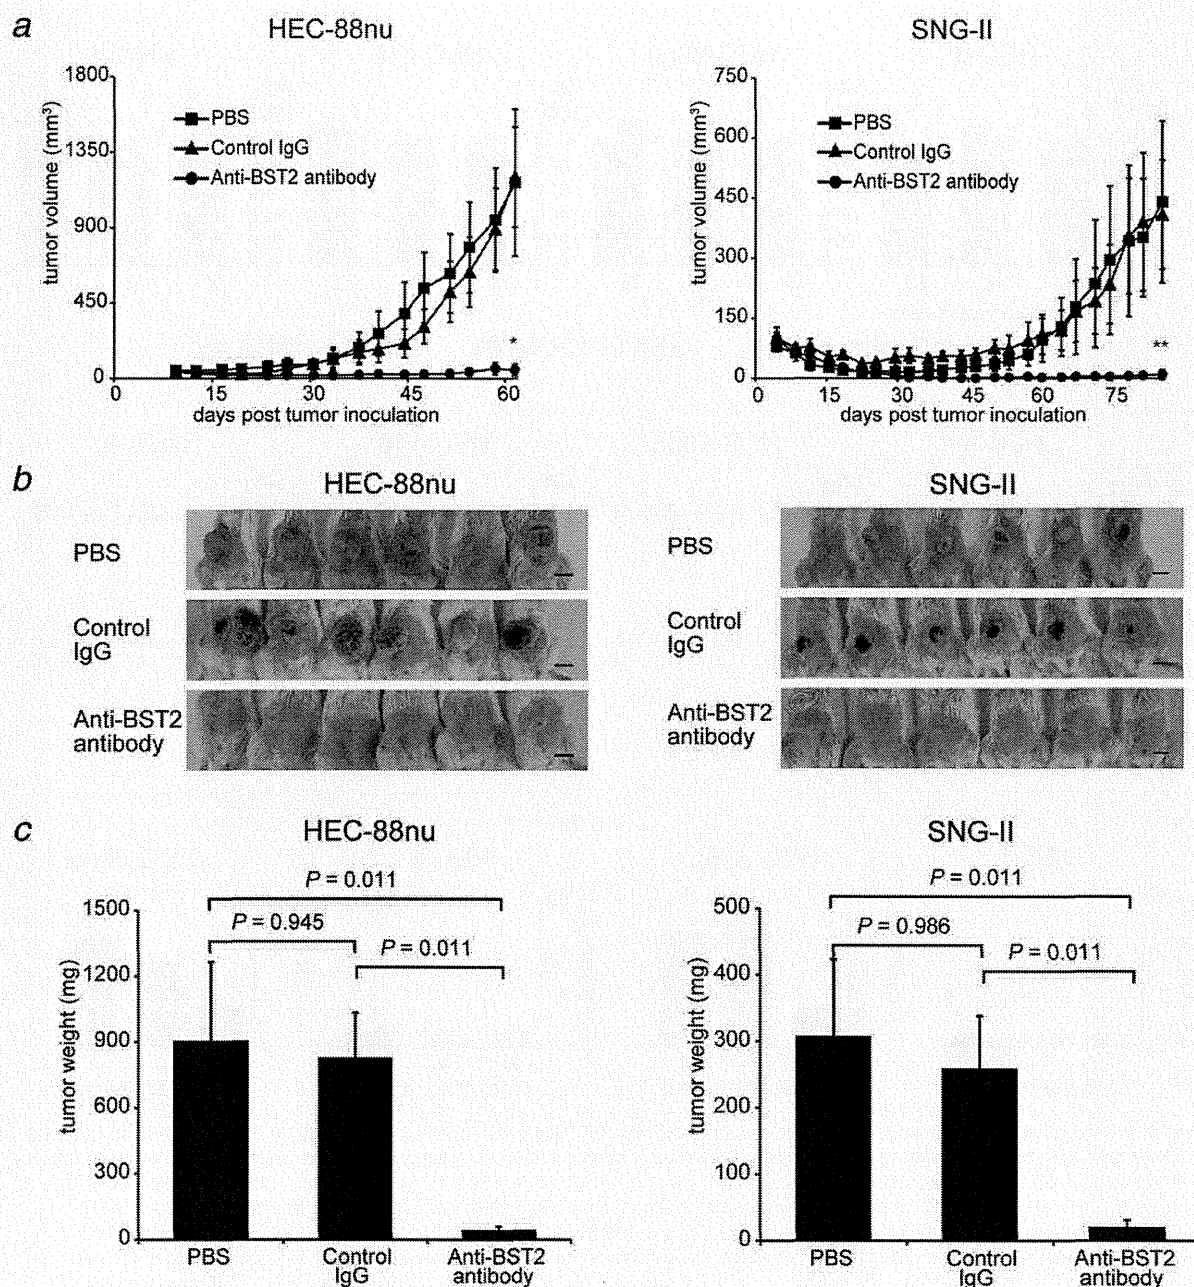 a
HEC-88nu
SNG-II
tumor volume (mm³)
1800
1350
900
450
0
PBS
Control IgG
Anti-BST2 antibody
*
0 15 30 45 60
days post tumor inoculation
tumor volume (mm³)
750
600
450
300
150
0
PBS
Control IgG
Anti-BST2 antibody
**
0 15 30 45 60 75
days post tumor inoculation
b
HEC-88nu
SNG-II
PBS
Control
IgG
Anti-BST2
antibody
PBS
Control
IgG
Anti-BST2
antibody
c
HEC-88nu
SNG-II
P = 0.011
P = 0.945
P = 0.011
tumor weight (mg)
1500
1200
900
600
300
0
PBS
Control
IgG
Anti-BST2
antibody
P = 0.011
P = 0.986
P = 0.011
tumor weight (mg)
500
400
300
200
100
0
PBS
Control
IgG
Anti-BST2
antibody